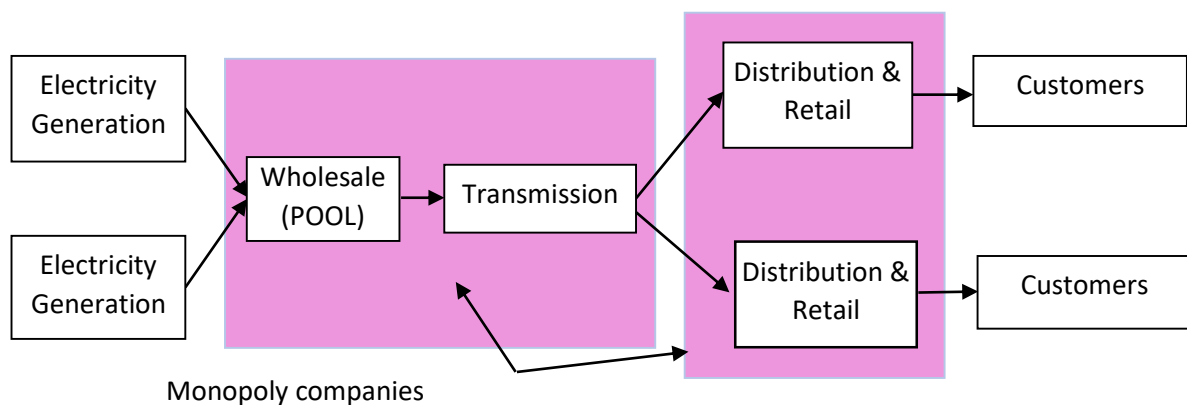 Electricity
Generation
Electricity
Generation
Wholesale
(POOL)
Transmission
Distribution &
Retail
Distribution &
Retail
Customers
Customers
Monopoly companies